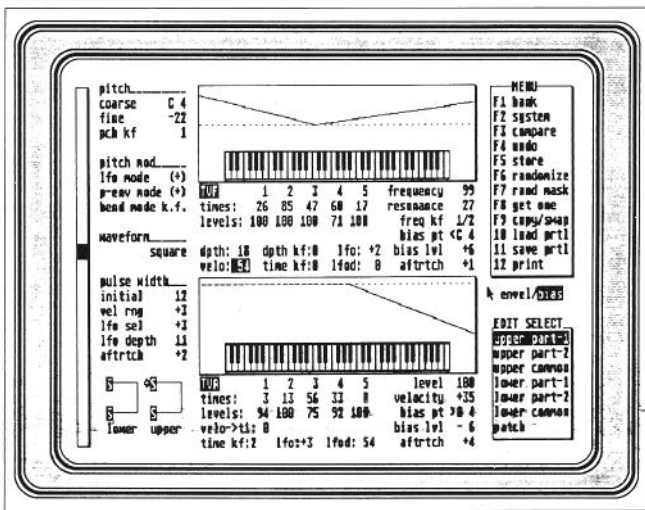 pitch
coarse C 4
fine -22
pch kf 1
pitch mod
lfo mode (+)
p-env mode (+)
bend mode k.f.
waveform
square
pulse width
initial 12
vel rng +3
lfo sel +3
lfo depth 11
aftrtch +2
S S
S S
lower upper
TVF 1 2 3 4 5 frequency 99
times: 26 85 47 60 17 resonance 27
levels: 100 100 100 71 100 freq kf 1/2
bias pt <C 4
dpth: 18 dpth kf:0 lfo: +2 bias lvl +6
velo: 54 time kf:0 lfod: 0 aftrtch +1
TVA 1 2 3 4 5 level 100
times: 3 13 56 33 0 velocity +35
levels: 94 100 75 92 100 bias pt
velo->t1: 0 bias lvl - 6
time kf:2 lfo:+3 lfod: 54 aftrtch +4
MENU
F1 bank
F2 system
F3 compare
F4 undo
F5 store
F6 randomize
F7 rand mask
F8 get one
F9 copy/swap
10 load prtl
11 save prtl
12 print
envel/bias
EDIT SELECT
upper part-1
upper part-2
upper common
lower part-1
lower part-2
lower common
patch